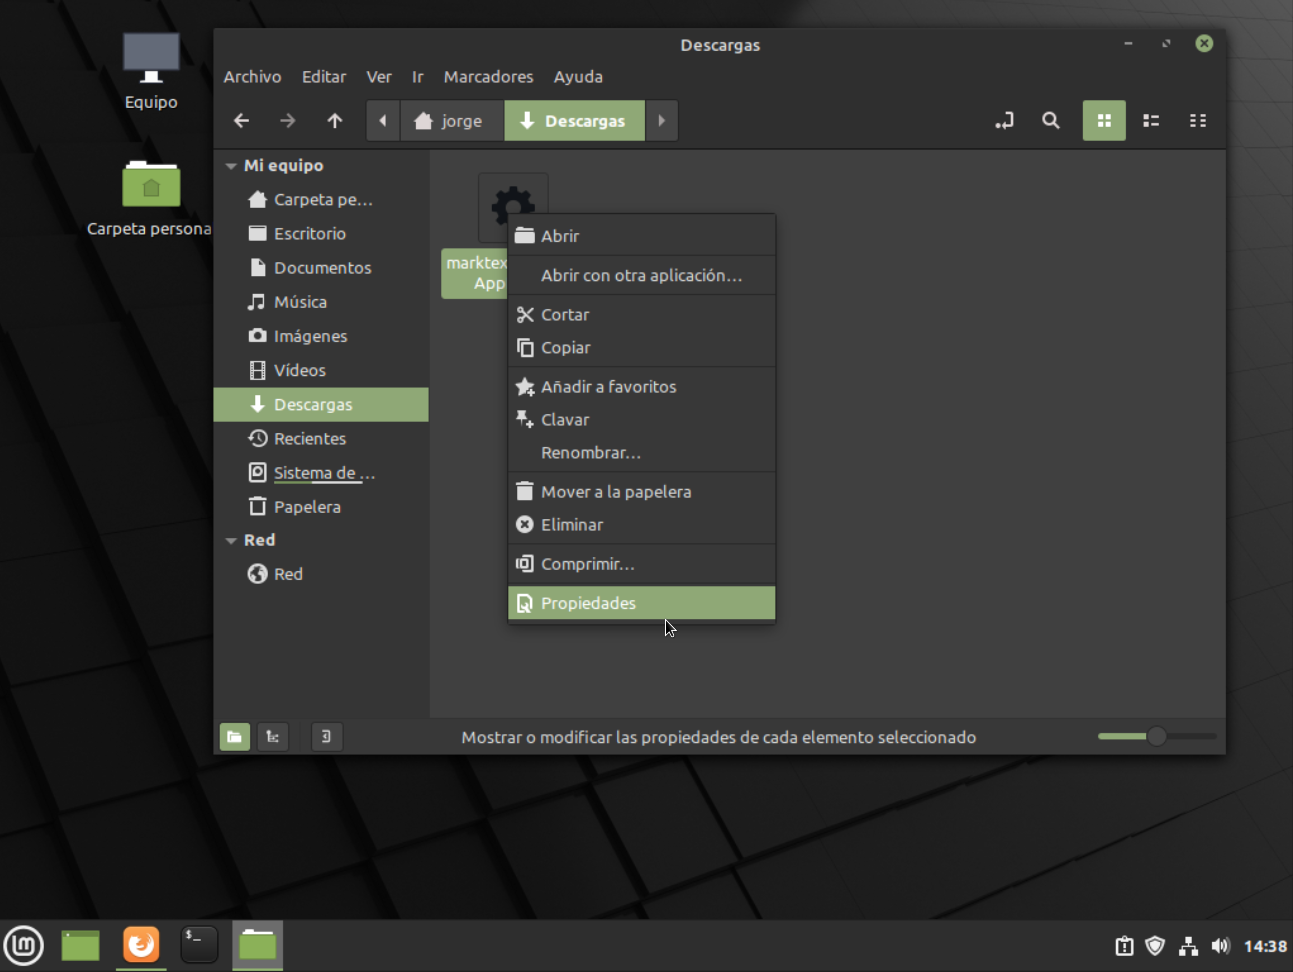 Equipo
Carpeta persona
Descargas
Archivo Editar Ver Ir Marcadores Ayuda
jorge Descargas
Mi equipo
Carpeta pe...
Escritorio
Documentos
Música
Imágenes
Vídeos
Descargas
Recientes
Sistema de ...
Papelera
Red
Red
marktex
App
Abrir
Abrir con otra aplicación...
Cortar
Copiar
Añadir a favoritos
Clavar
Renombrar...
Mover a la papelera
Eliminar
Comprimir...
Propiedades
Mostrar o modificar las propiedades de cada elemento seleccionado
$_
14:38